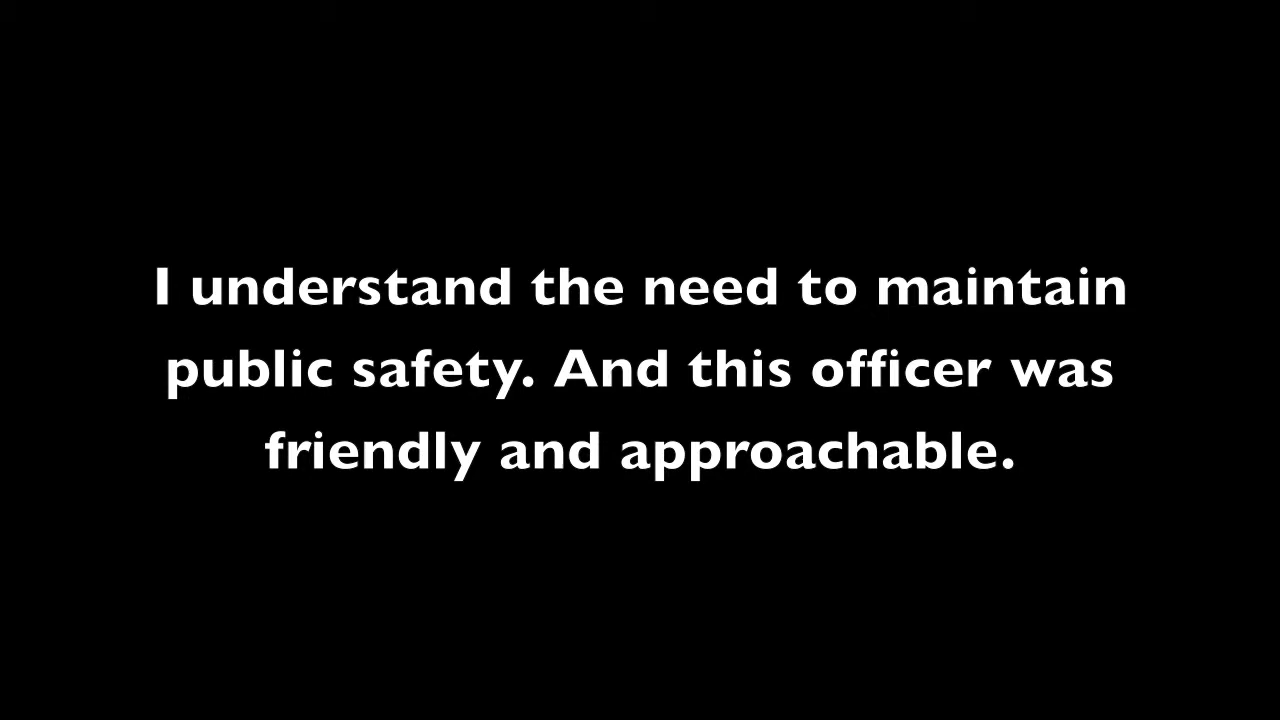 I understand the need to maintain
public safety. And this officer was
friendly and approachable.